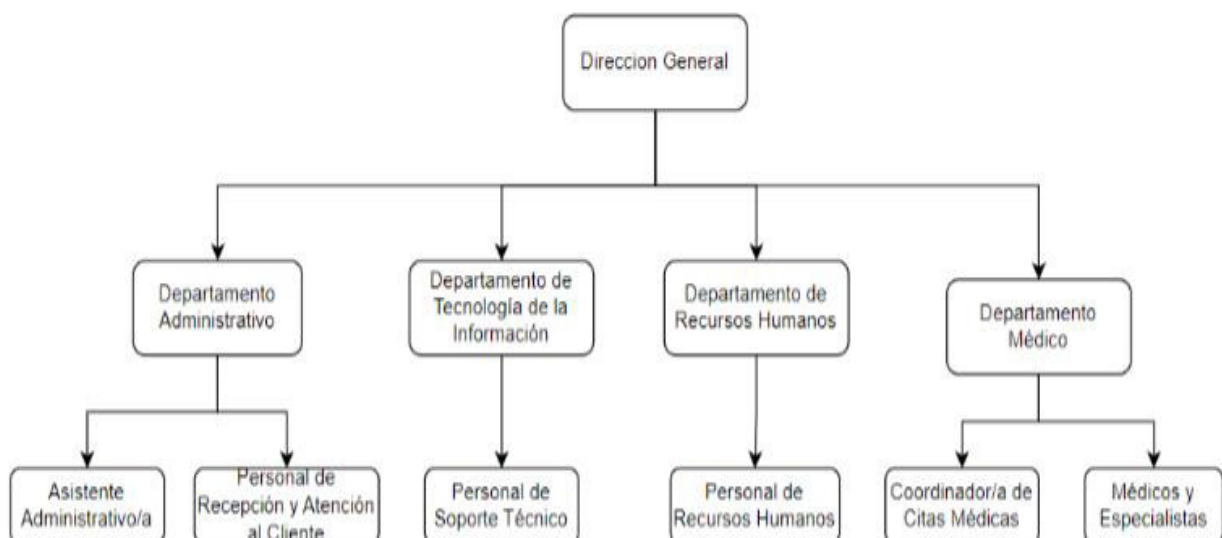 Direccion General
Departamento
Administrativo
Departamento de
Tecnología de la
Información
Departamento de
Recursos Humanos
Departamento
Médico
Asistente
Administrativo/a
Personal de
Recepción y Atención
al Cliente
Personal de
Soporte Técnico
Personal de
Recursos Humanos
Coordinador/a de
Citas Médicas
Médicos y
Especialistas